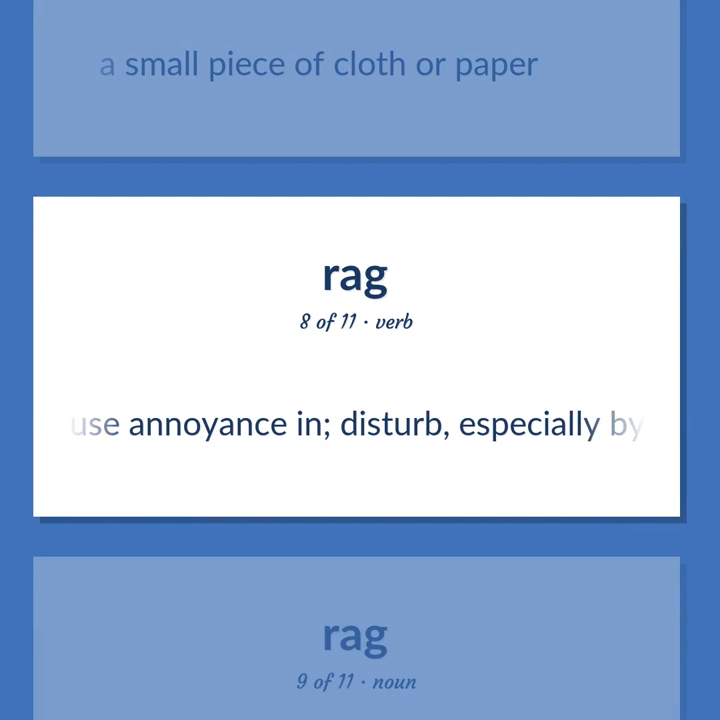 a small piece of cloth or paper
rag
8 of 11 · verb
use annoyance in; disturb, especially by
rag
9 of 11 · noun